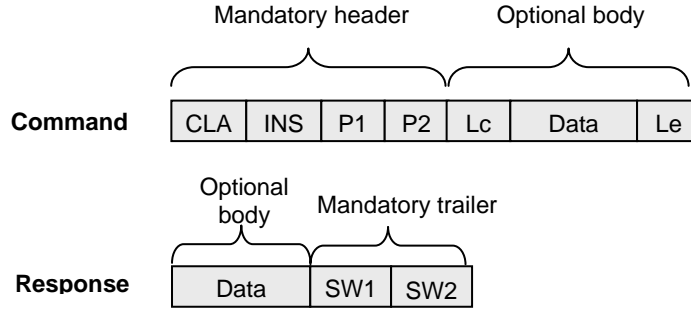 Mandatory header Optional body
Command CLA INS P1 P2 Lc Data Le
Optional
body
Mandatory trailer
Response Data SW1 SW2